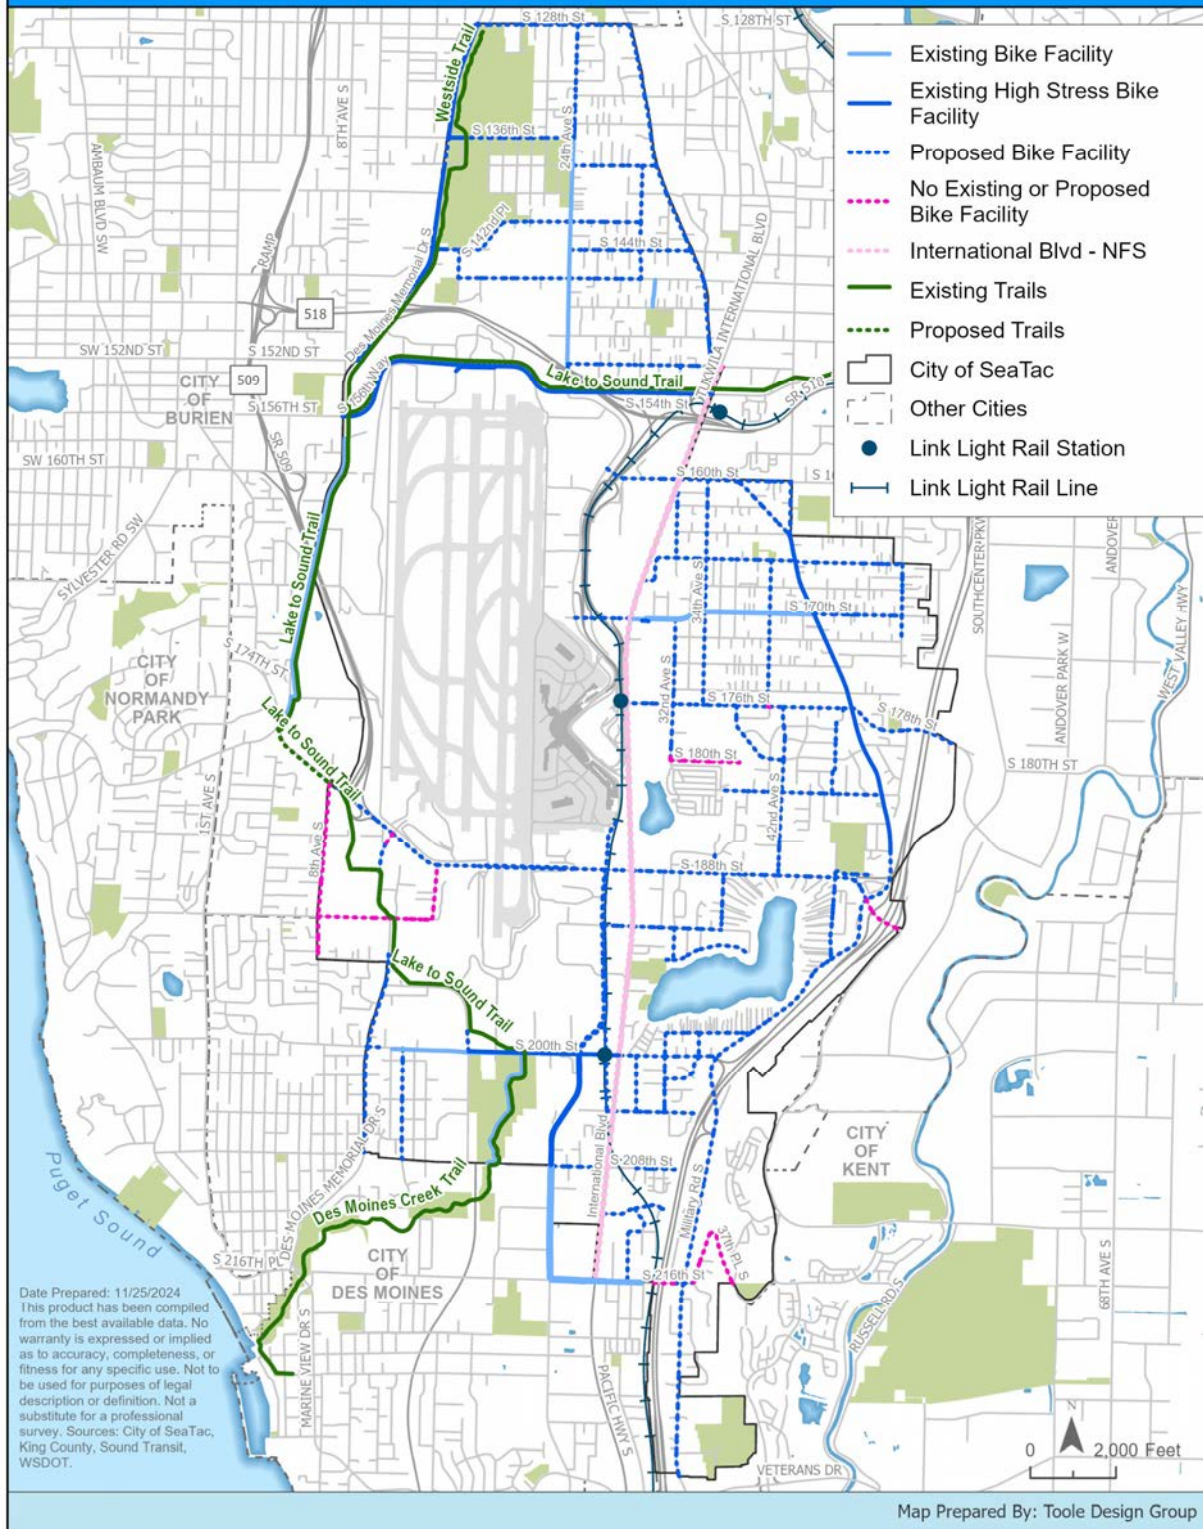 S 128th St
S 128TH ST
Existing Bike Facility
Existing High Stress Bike
Facility
Proposed Bike Facility
No Existing or Proposed
Bike Facility
International Blvd - NFS
Existing Trails
Proposed Trails
City of SeaTac
Other Cities
Link Light Rail Station
Link Light Rail Line
Westside Trail
8TH AVE S
S 136th St
24th Ave S
AMBAUM BLVD SW
S 142nd Pl
S 144th St
RAMP
Des Moines Memorial Dr S
TUKWILA INTERNATIONAL BLVD
518
SW 152ND ST
S 152ND ST
509
CITY
OF
BURIEN
S 156TH ST
S 156th Way
Lake to Sound Trail
S 154th St
SR 518
SW 160TH ST
SR 509
S 160th St
S 16
SYLVESTER RD SW
Lake to Sound Trail
34th Ave S
S 170th St
SOUTHCENTER PKW
ANDOVER
ANDOVER PARK W
WEST VALLEY HWY
S 174TH ST
CITY
OF
NORMANDY
PARK
32nd Ave S
S 176th St
S 178th St
Lake to Sound Trail
S 180th St
S 180TH ST
1ST AVE S
8th Ave S
42nd Ave S
S 188th St
Lake to Sound Trail
S 200th St
DES MOINES MEMORIAL DR S
International Blvd
S 208th St
Military Rd S
CITY
OF
KENT
Puget Sound
Des Moines Creek Trail
S 216TH PL
CITY
OF
DES MOINES
37th PL S
S 216th St
68TH AVE S
RUSSELL RD S
MARINE VIEW DR S
PACIFIC HWY S
VETERANS DR
Date Prepared: 11/25/2024
This product has been compiled
from the best available data. No
warranty is expressed or implied
as to accuracy, completeness, or
fitness for any specific use. Not to
be used for purposes of legal
description or definition. Not a
substitute for a professional
survey. Sources: City of SeaTac,
King County, Sound Transit,
WSDOT.
N
0 2,000 Feet
Map Prepared By: Toole Design Group